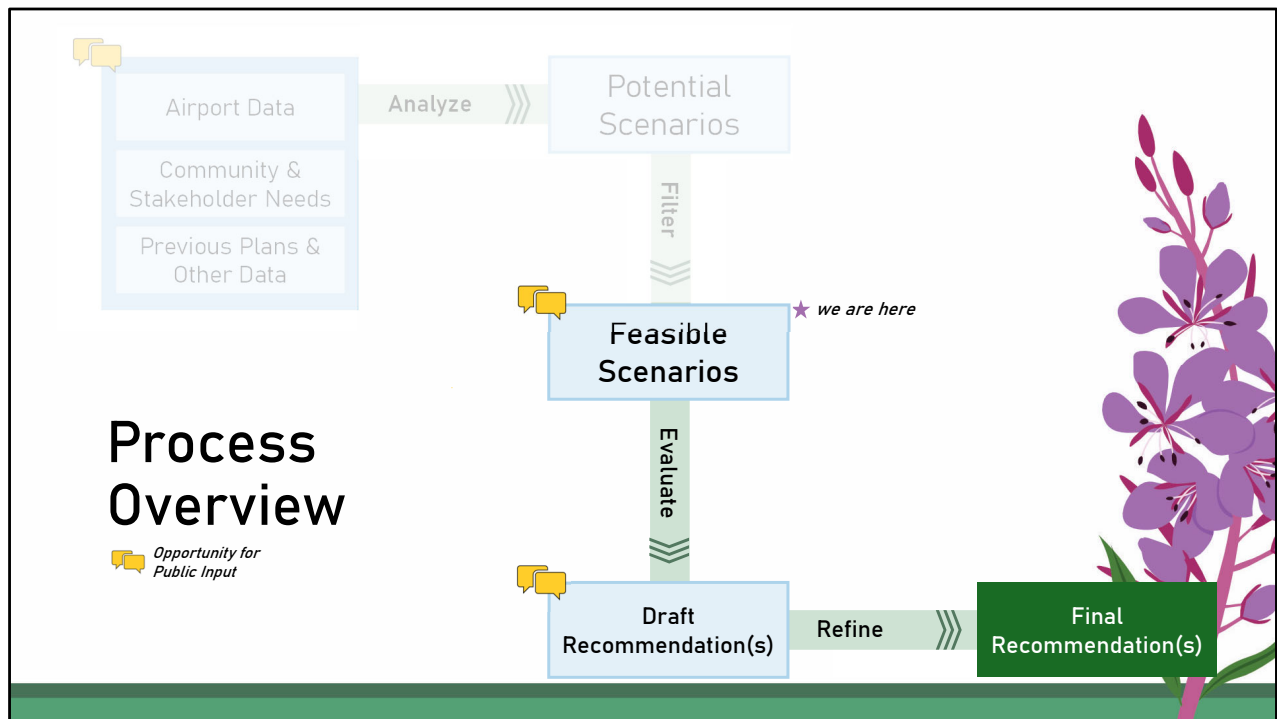 Airport Data
Community &
Stakeholder Needs
Previous Plans &
Other Data
Analyze
Potential
Scenarios
Filter
Feasible
Scenarios
we are here
Evaluate
Process
Overview
Opportunity for
Public Input
Draft
Recommendation(s)
Refine
Final
Recommendation(s)